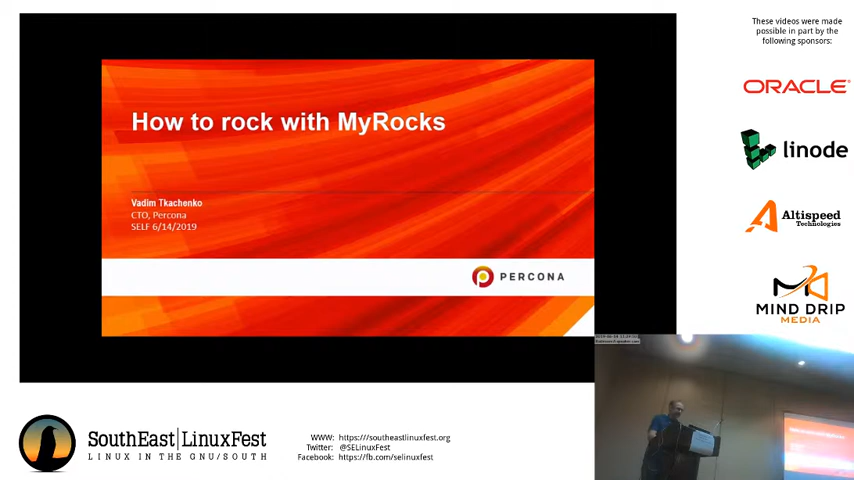 These videos were made
possible in part by the
following sponsors:
ORACLE
linode
Altispeed
Technologies
MIND DRIP
MEDIA
How to rock with MyRocks
Vadim Tkachenko
CTO, Percona
SELF 6/14/2019
PERCONA
SouthEast|LinuxFest
LINUX IN THE GNU/SOUTH
WWW: https:///southeastlinuxfest.org
Twitter: @SELinuxFest
Facebook: https://fb.com/selinuxfest